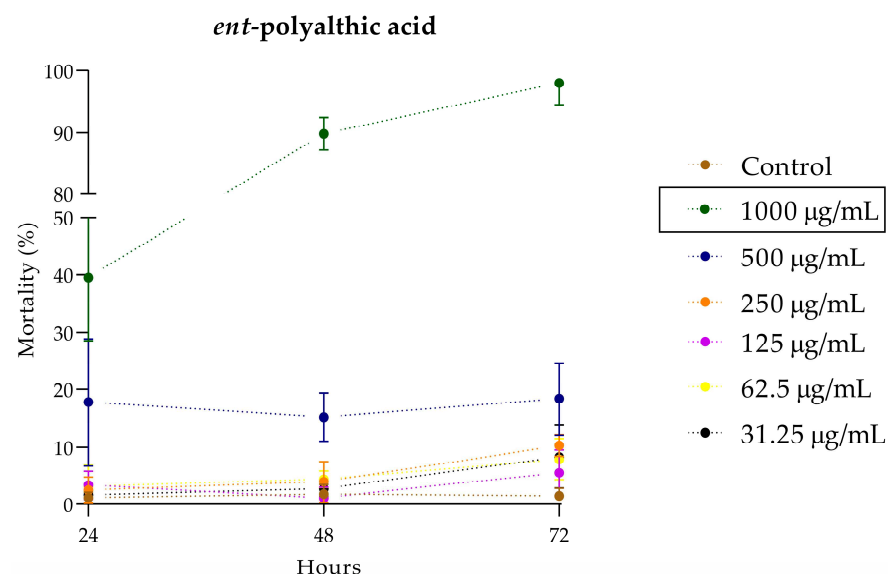 ent-polyalthic acid
100
90
80
50
40
30
20
10
0
Mortality (%)
24
48
72
Hours
Control
1000 µg/mL
500 µg/mL
250 µg/mL
125 µg/mL
62.5 µg/mL
31.25 µg/mL